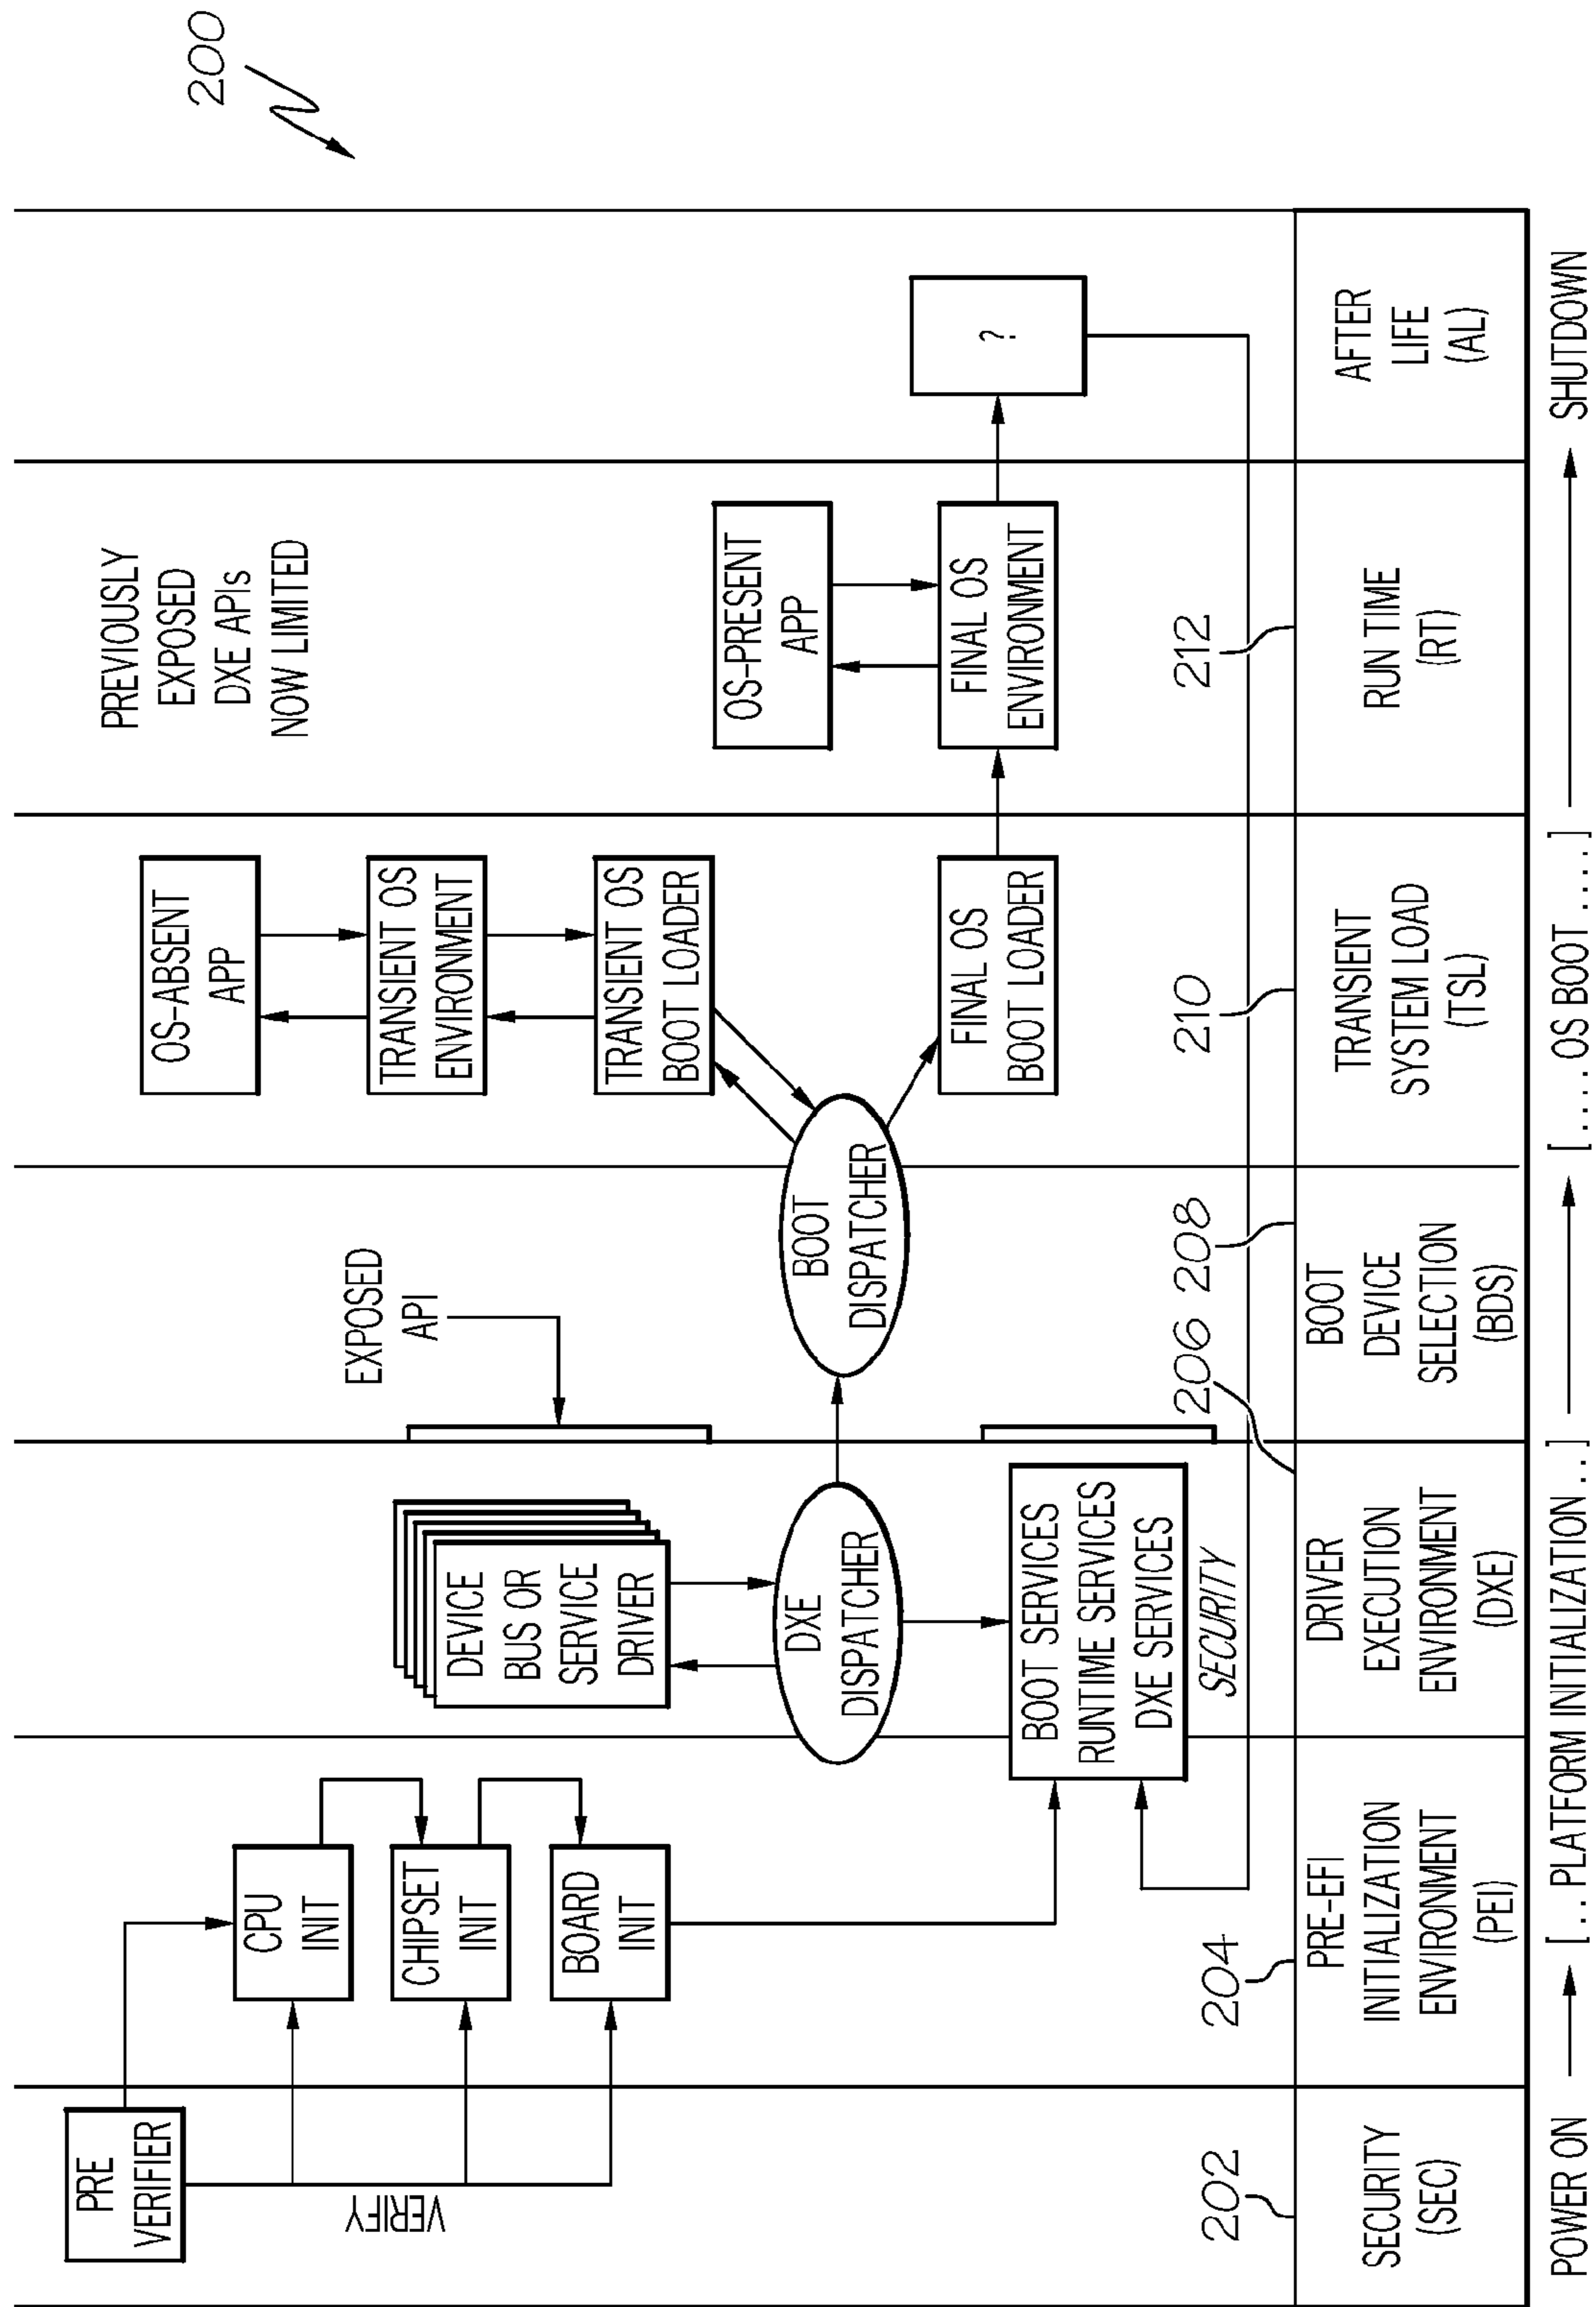 200
PREVIOUSLY
EXPOSED
DXE APIs
NOW LIMITED
PRE
VERIFIER
VERIFY
CPU
INIT
CHIPSET
INIT
BOARD
INIT
DEVICE
BUS OR
SERVICE
DRIVER
DXE
DISPATCHER
BOOT SERVICES
RUNTIME SERVICES
DXE SERVICES
SECURITY
EXPOSED
API
BOOT
DISPATCHER
OS-ABSENT
APP
TRANSIENT OS
ENVIRONMENT
TRANSIENT OS
BOOT LOADER
FINAL OS
BOOT LOADER
OS-PRESENT
APP
FINAL OS
ENVIRONMENT
?
202
204
206
208
210
212
SECURITY
(SEC)
PRE-EFI
INITIALIZATION
ENVIRONMENT
(PEI)
DRIVER
EXECUTION
ENVIRONMENT
(DXE)
BOOT
DEVICE
SELECTION
(BDS)
TRANSIENT
SYSTEM LOAD
(TSL)
RUN TIME
(RT)
AFTER
LIFE
(AL)
POWER ON [.. PLATFORM INITIALIZATION ..] [.... OS BOOT ....] SHUTDOWN